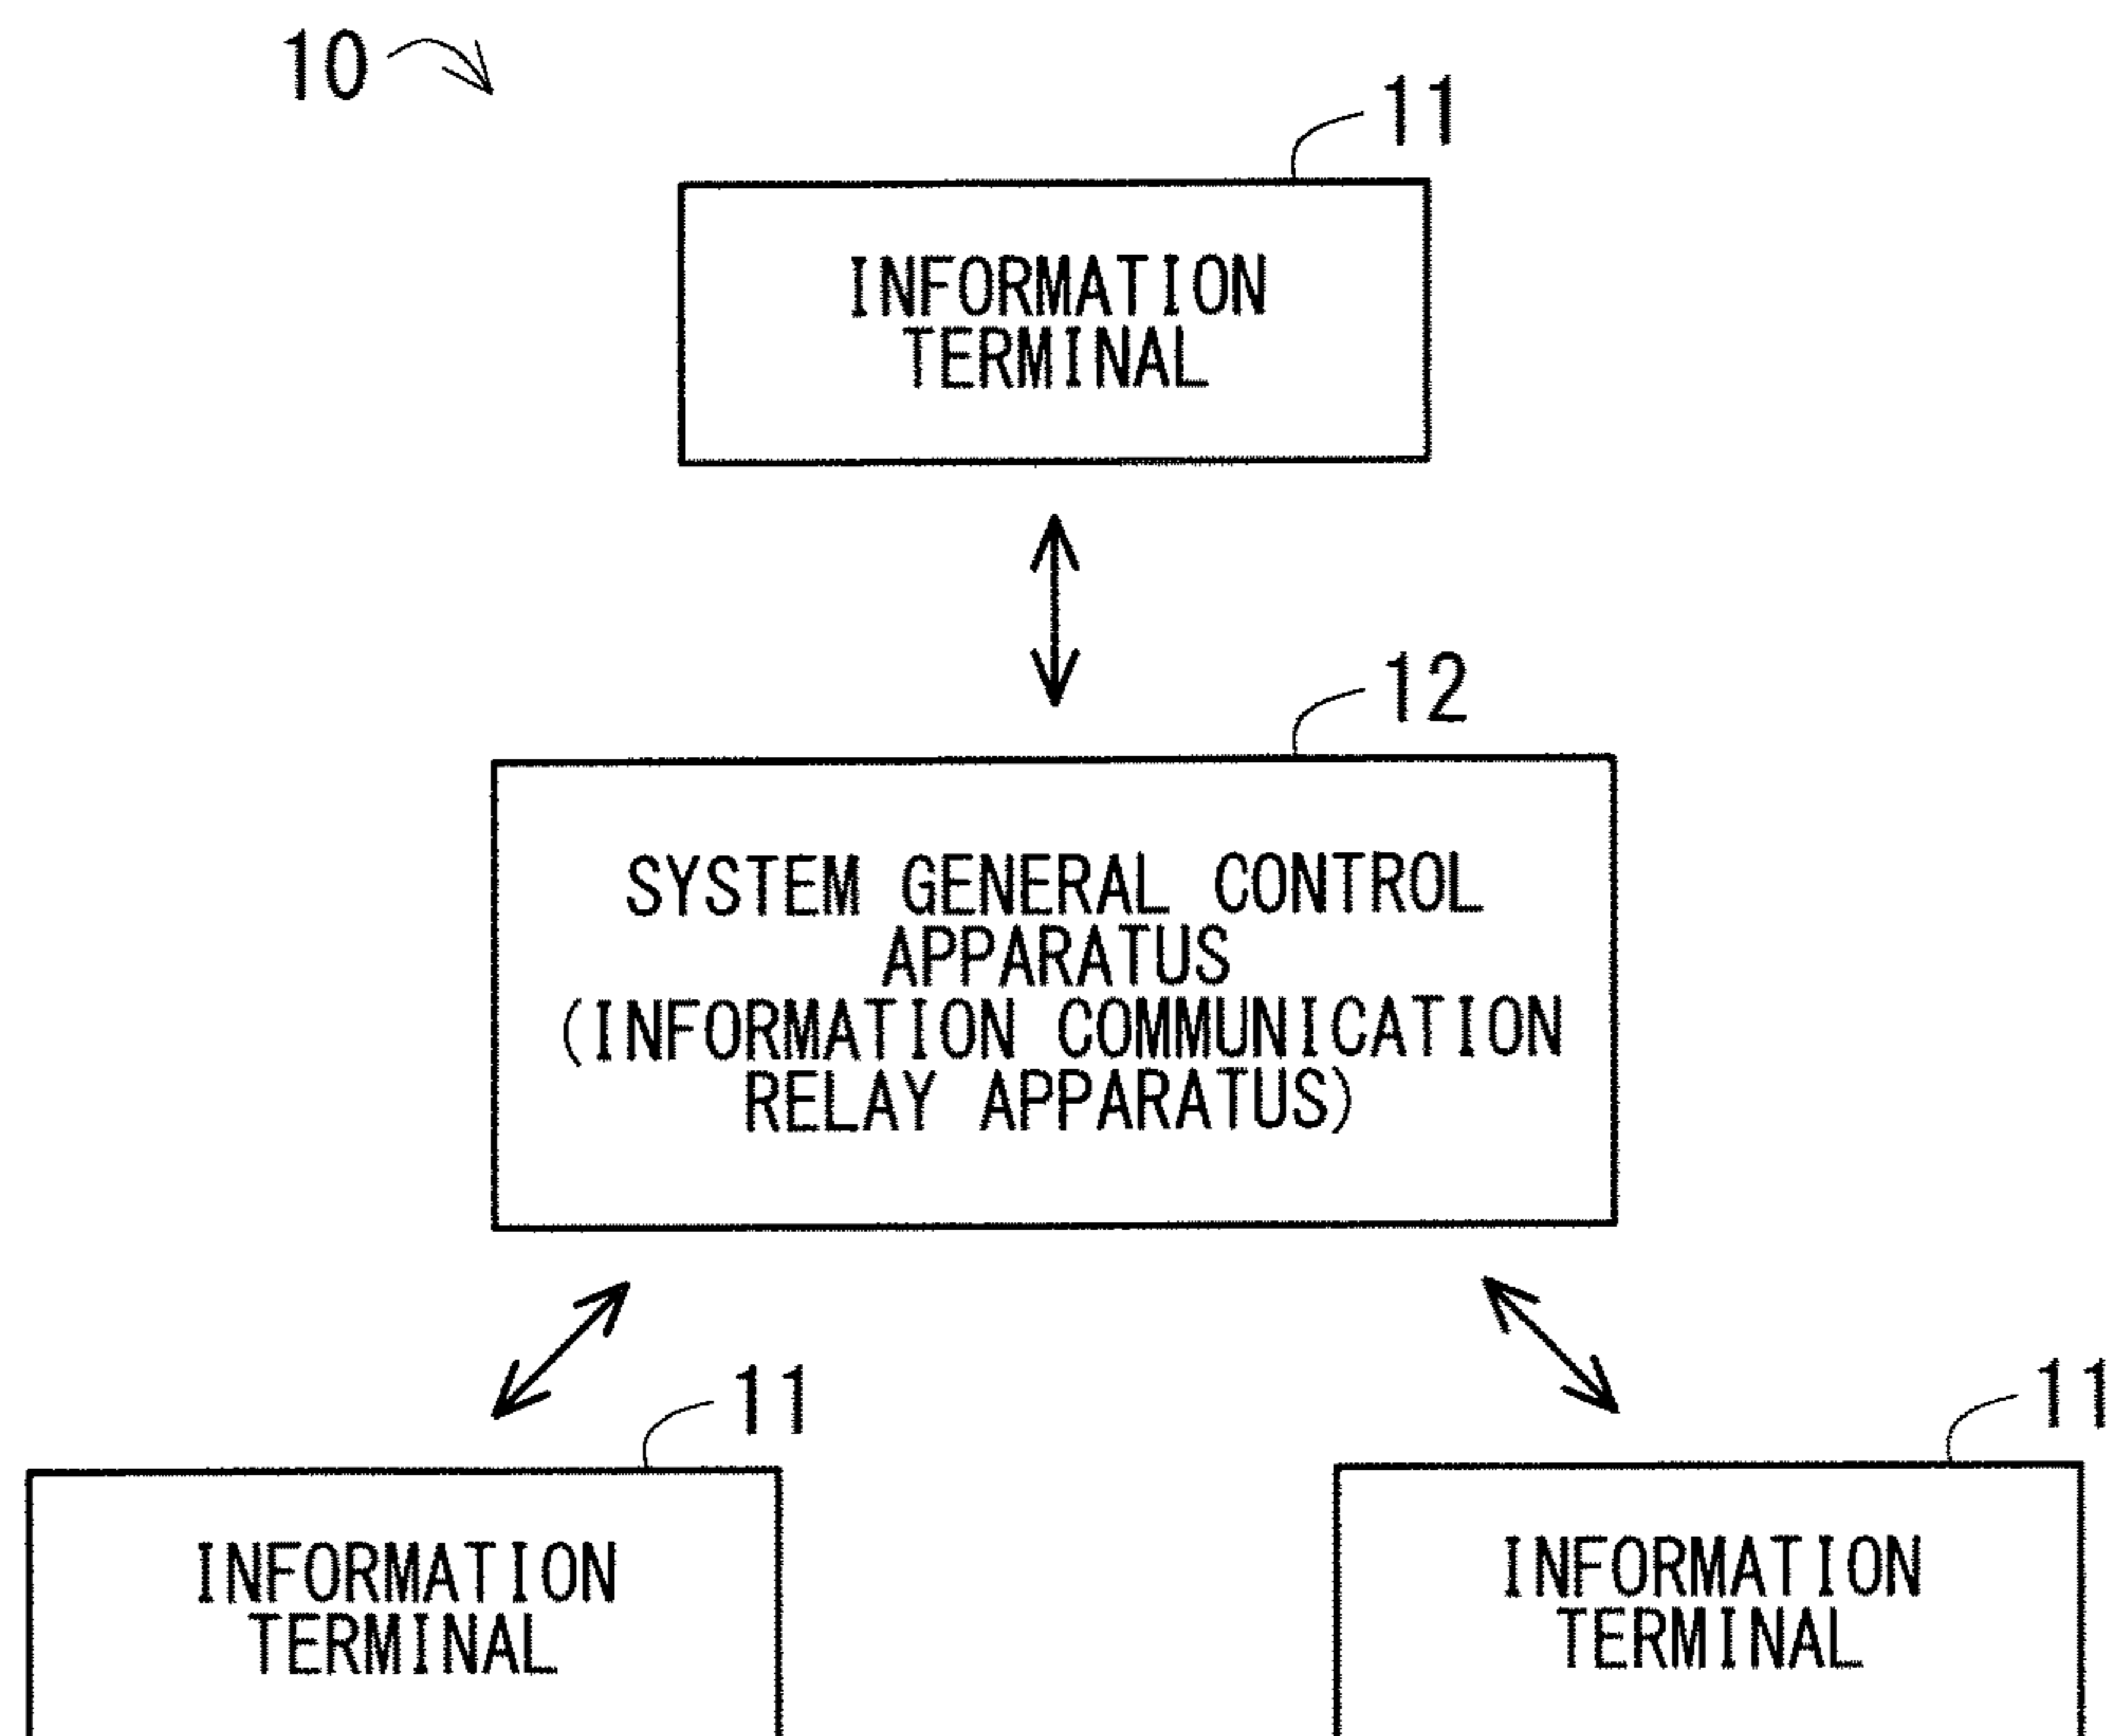 10
11
INFORMATION
TERMINAL
12
SYSTEM GENERAL CONTROL
APPARATUS
(INFORMATION COMMUNICATION
RELAY APPARATUS)
11
11
INFORMATION
TERMINAL
INFORMATION
TERMINAL